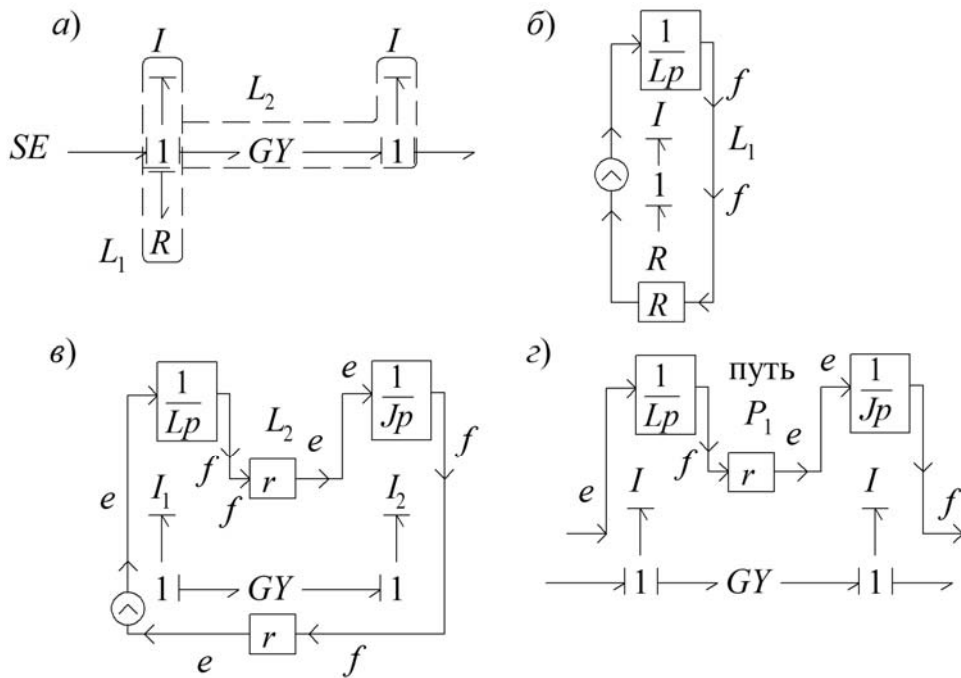 а)
I
I
L₂
SE
1
GY
1
L₁
R
б)
1
Lp
f
I
L₁
1
f
R
R
в)
1
Lp
e
1
Jp
L₂
e
f
f
r
e
I₁
f
I₂
1
GY
1
r
e
f
г)
1
Lp
путь
P₁
e
1
Jp
f
r
e
e
I
I
f
1
GY
1